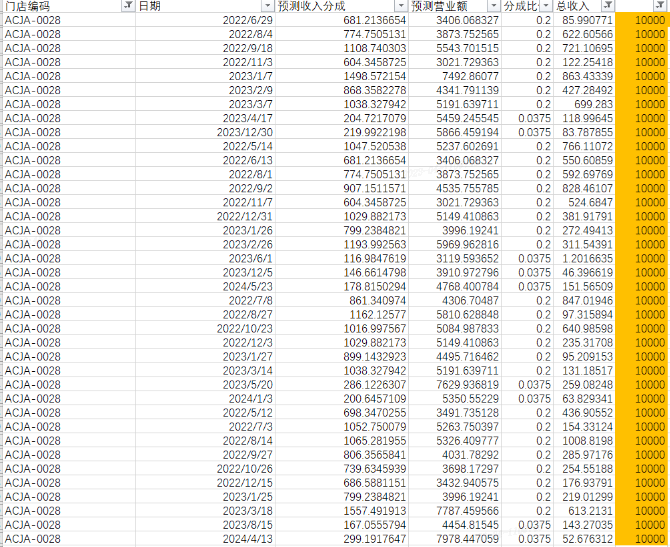 门店编码 日期 预测收入分成 预测营业额 分成比 总收入
ACJA-0028 2022/6/29 681.2136654 3406.068327 0.2 85.990771 10000
ACJA-0028 2022/8/4 774.7505131 3873.752565 0.2 622.60566 10000
ACJA-0028 2022/9/18 1108.740303 5543.701515 0.2 721.10695 10000
ACJA-0028 2022/11/3 604.3458725 3021.729363 0.2 122.25418 10000
ACJA-0028 2023/1/7 1498.572154 7492.86077 0.2 863.43339 10000
ACJA-0028 2023/2/9 868.3582278 4341.791139 0.2 427.28492 10000
ACJA-0028 2023/3/7 1038.327942 5191.639711 0.2 699.283 10000
ACJA-0028 2023/4/17 204.7217079 5459.245545 0.0375 118.99645 10000
ACJA-0028 2023/12/30 219.9922198 5866.459194 0.0375 83.787855 10000
ACJA-0028 2022/5/14 1047.520538 5237.602691 0.2 766.11072 10000
ACJA-0028 2022/6/13 681.2136654 3406.068327 0.2 550.60859 10000
ACJA-0028 2022/8/1 774.7505131 3873.752565 0.2 592.69769 10000
ACJA-0028 2022/9/2 907.1511571 4535.755785 0.2 828.46107 10000
ACJA-0028 2022/11/7 604.3458725 3021.729363 0.2 524.6847 10000
ACJA-0028 2022/12/31 1029.882173 5149.410863 0.2 381.91791 10000
ACJA-0028 2023/1/26 799.2384821 3996.19241 0.2 272.49413 10000
ACJA-0028 2023/2/26 1193.992563 5969.962816 0.2 311.54391 10000
ACJA-0028 2023/6/1 116.9847619 3119.593652 0.0375 1.2016635 10000
ACJA-0028 2023/12/5 146.6614798 3910.972796 0.0375 46.396619 10000
ACJA-0028 2024/5/23 178.8150294 4768.400784 0.0375 151.56509 10000
ACJA-0028 2022/7/8 861.340974 4306.70487 0.2 847.01946 10000
ACJA-0028 2022/8/27 1162.12577 5810.628848 0.2 97.315894 10000
ACJA-0028 2022/10/23 1016.997567 5084.987833 0.2 640.98598 10000
ACJA-0028 2022/12/3 1029.882173 5149.410863 0.2 235.31708 10000
ACJA-0028 2023/1/27 899.1432923 4495.716462 0.2 95.209153 10000
ACJA-0028 2023/3/14 1038.327942 5191.639711 0.2 131.18517 10000
ACJA-0028 2023/5/20 286.1226307 7629.936819 0.0375 259.08248 10000
ACJA-0028 2024/1/3 200.6457109 5350.55229 0.0375 63.829341 10000
ACJA-0028 2022/5/12 698.3470255 3491.735128 0.2 436.90552 10000
ACJA-0028 2022/7/3 1052.750079 5263.750397 0.2 154.33124 10000
ACJA-0028 2022/8/14 1065.281955 5326.409777 0.2 1008.8198 10000
ACJA-0028 2022/9/27 806.3565841 4031.78292 0.2 285.97176 10000
ACJA-0028 2022/10/26 739.6345939 3698.17297 0.2 254.55188 10000
ACJA-0028 2022/12/15 686.5881151 3432.940575 0.2 176.93791 10000
ACJA-0028 2023/1/25 799.2384821 3996.19241 0.2 219.01299 10000
ACJA-0028 2023/3/18 1557.491913 7787.459566 0.2 613.2131 10000
ACJA-0028 2023/8/15 167.0555794 4454.81545 0.0375 143.27035 10000
ACJA-0028 2024/4/13 299.1917647 7978.447059 0.0375 52.676312 10000